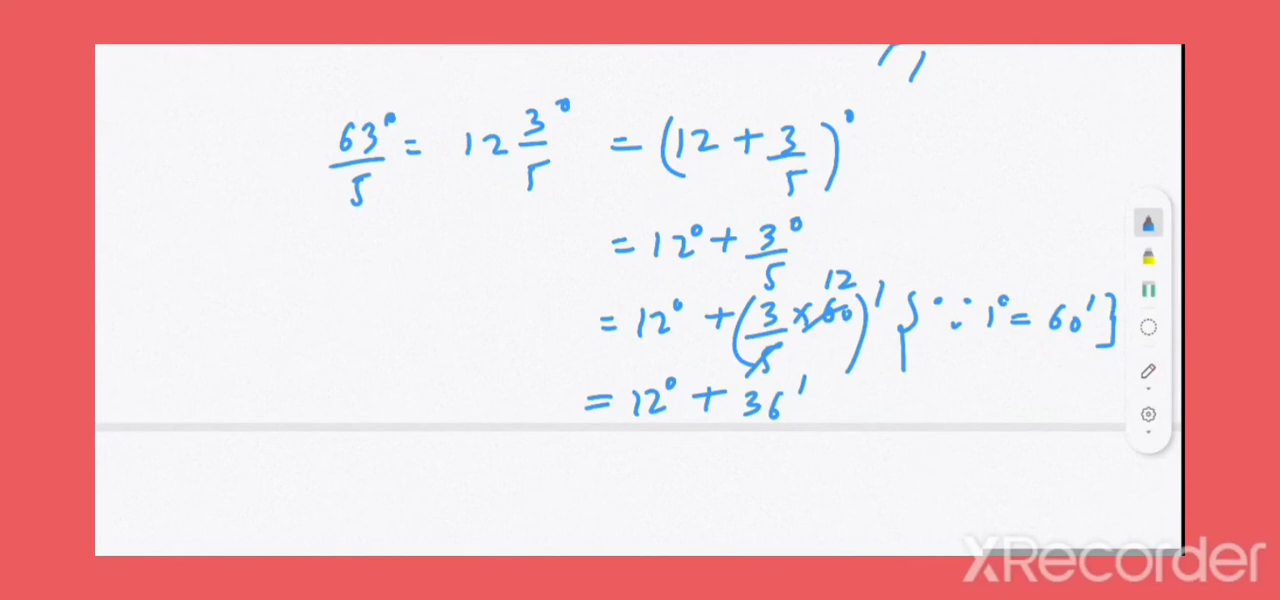 63°/5 = 12 3/5° = (12 + 3/5)°
= 12° + 3/5°
= 12° + (3/5 × 60)' {∵ 1° = 60'}
12
= 12° + 36'
XRecorder